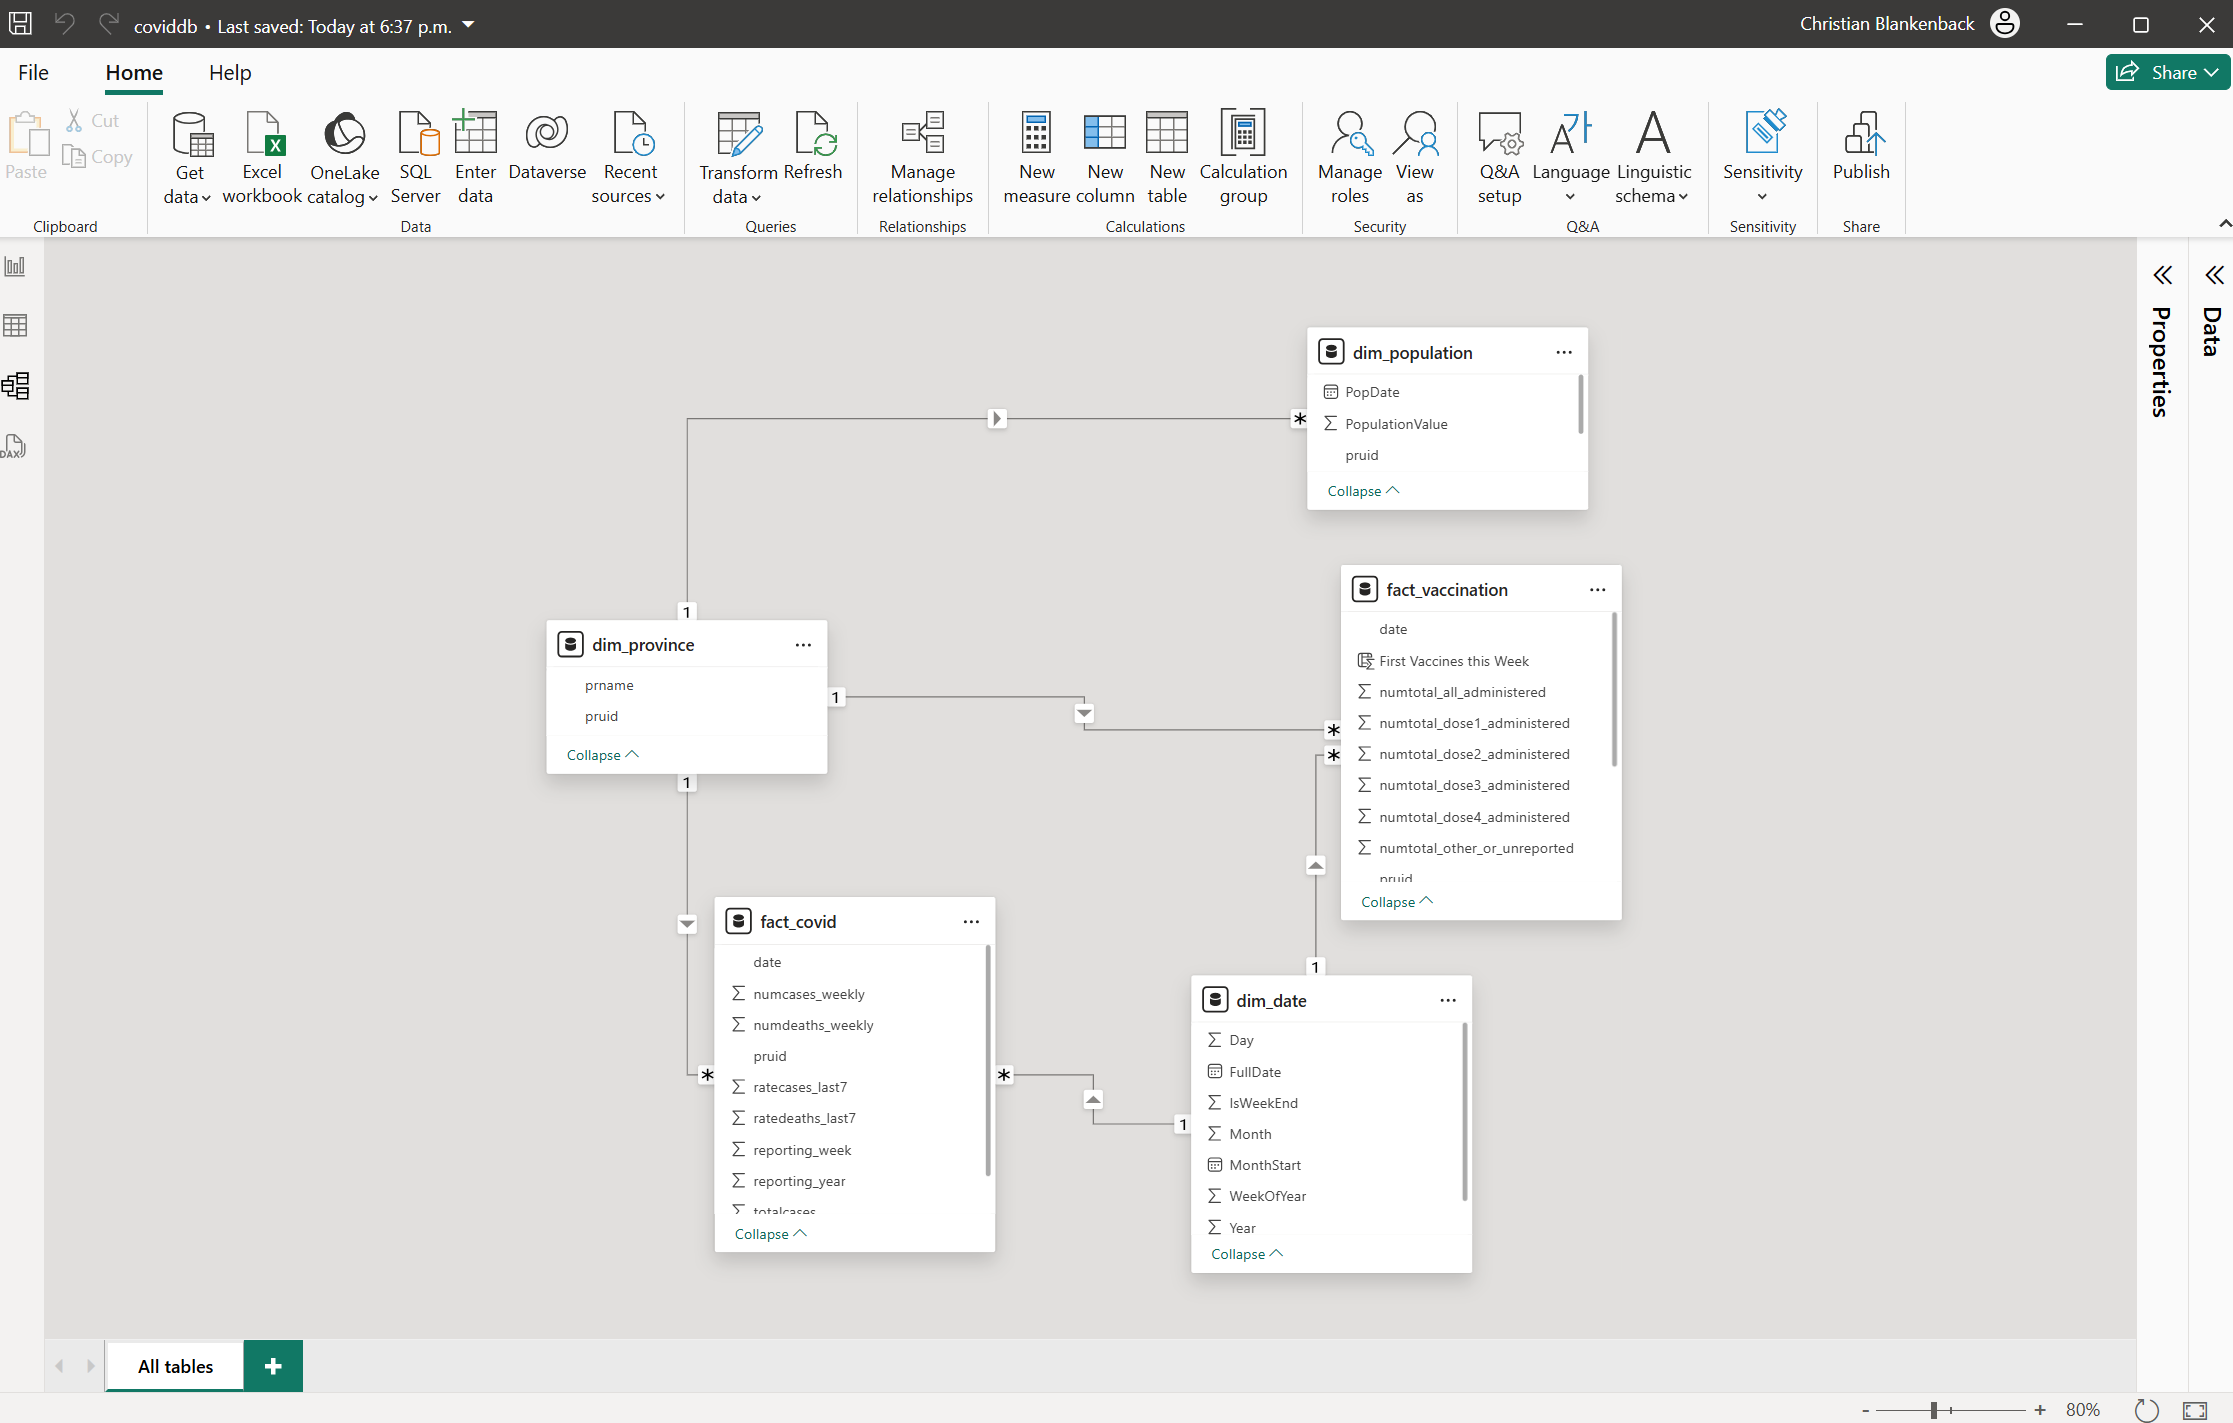 coviddb • Last saved: Today at 6:37 p.m.
Christian Blankenback
File
Home
Help
Share
Paste
Cut
Copy
Clipboard
Get data
Excel workbook
OneLake catalog
SQL Server
Enter data
Dataverse
Recent sources
Data
Transform data
Refresh
Queries
Manage relationships
Relationships
New measure
New column
New table
Calculation group
Calculations
Manage roles
View as
Security
Q&A setup
Language
Linguistic schema
Q&A
Sensitivity
Sensitivity
Publish
Share
DAX
Properties
Data
dim_population
PopDate
PopulationValue
pruid
Collapse
*
1
dim_province
prname
pruid
Collapse
1
1
*
*
fact_vaccination
date
First Vaccines this Week
numtotal_all_administered
numtotal_dose1_administered
numtotal_dose2_administered
numtotal_dose3_administered
numtotal_dose4_administered
numtotal_other_or_unreported
pruid
Collapse
fact_covid
date
numcases_weekly
numdeaths_weekly
pruid
ratecases_last7
ratedeaths_last7
reporting_week
reporting_year
totalcases
Collapse
*
*
1
1
dim_date
Day
FullDate
IsWeekEnd
Month
MonthStart
WeekOfYear
Year
Collapse
All tables
+
- + 80%